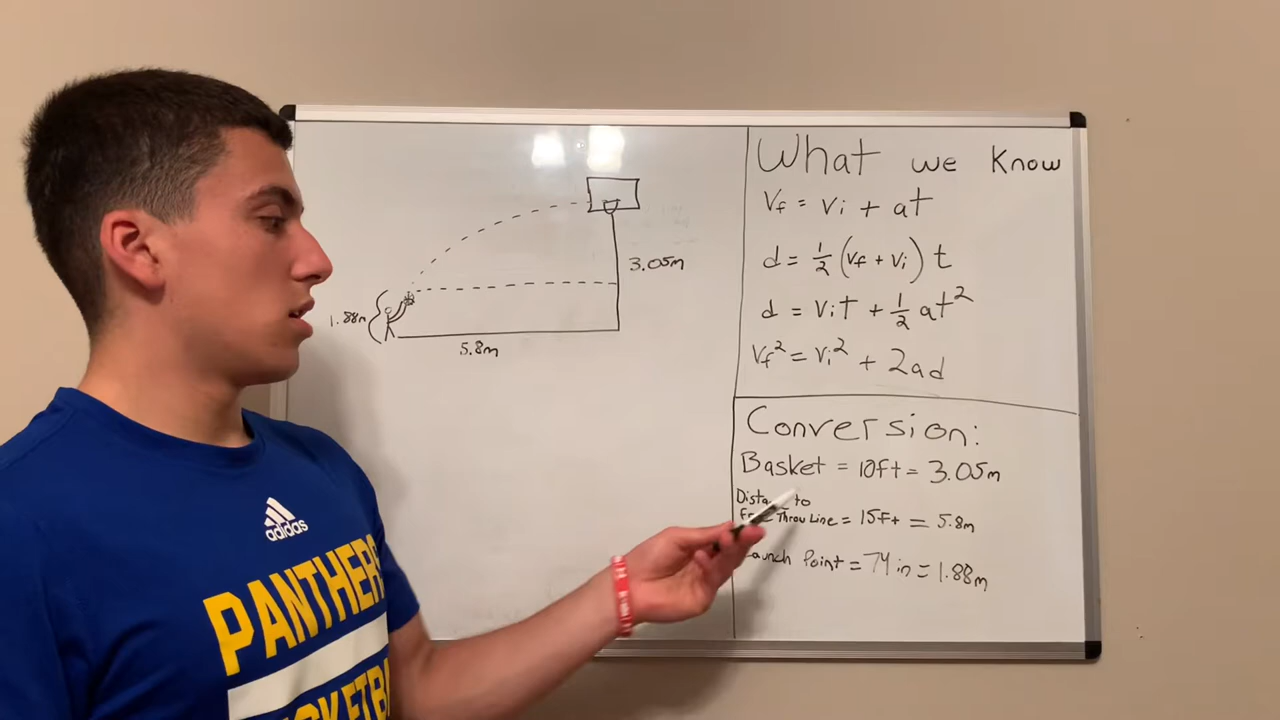 What we Know
Vf = Vi + at
d = 1/2 (Vf + Vi) t
d = Vit + 1/2 at²
Vf² = Vi² + 2ad
3.05m
1.88m
5.8m
Conversion:
Basket = 10ft = 3.05m
to
Throw Line = 15ft = 5.8m
Point = 74in = 1.88m
adidas
PANTHERS